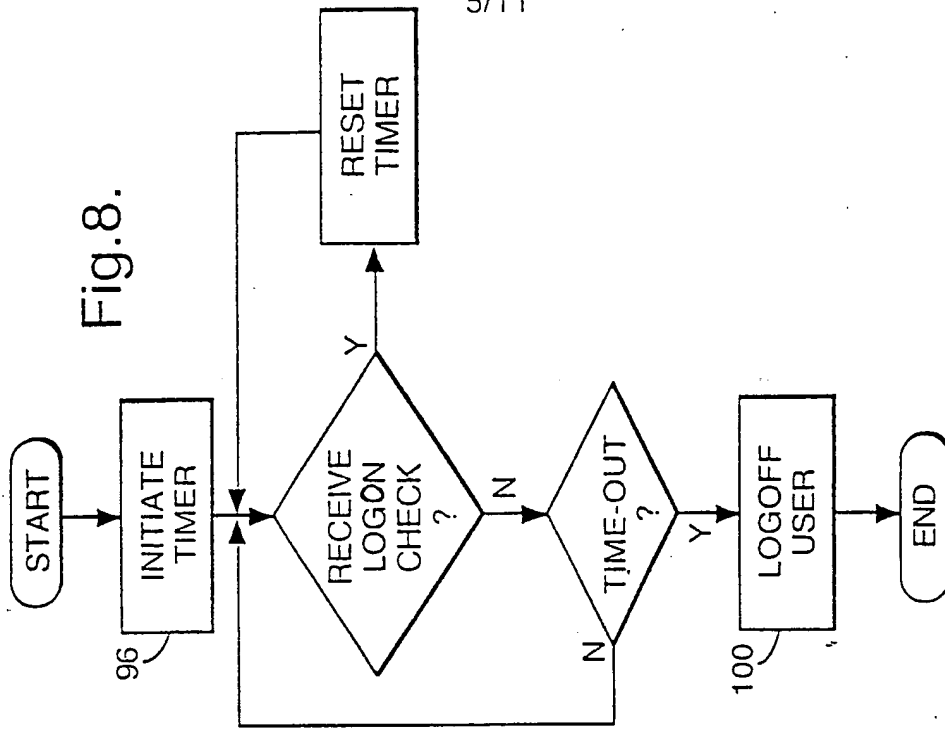 5/11
Fig.8.
START
INITIATE
TIMER
96
RECEIVE
LOGON
CHECK
?
Y
RESET
TIMER
N
TIME-OUT
?
N
Y
LOGOFF
USER
100
END